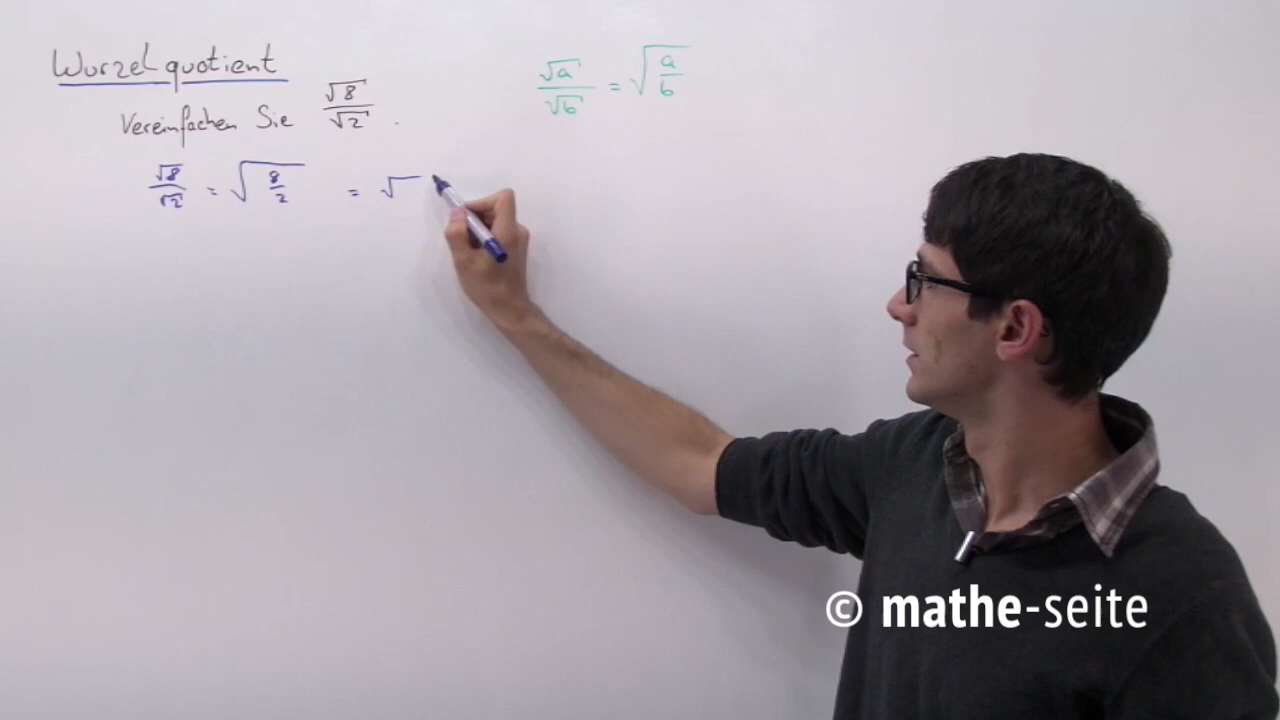 Wurzelquotient
Vereinfachen Sie √8/√2.
√a/√b = √(a/b)
√8/√2 = √(8/2) = √
© mathe-seite